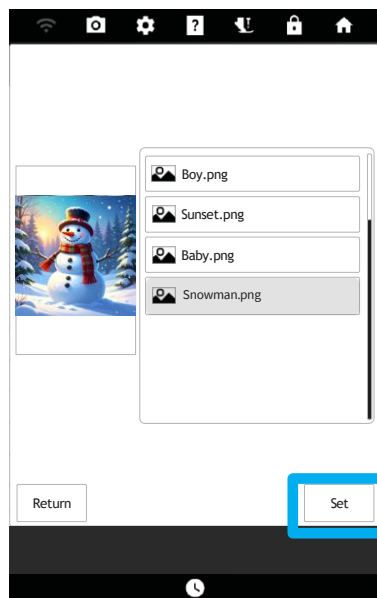 ?
Boy.png
Sunset.png
Baby.png
Snowman.png
Return
Set